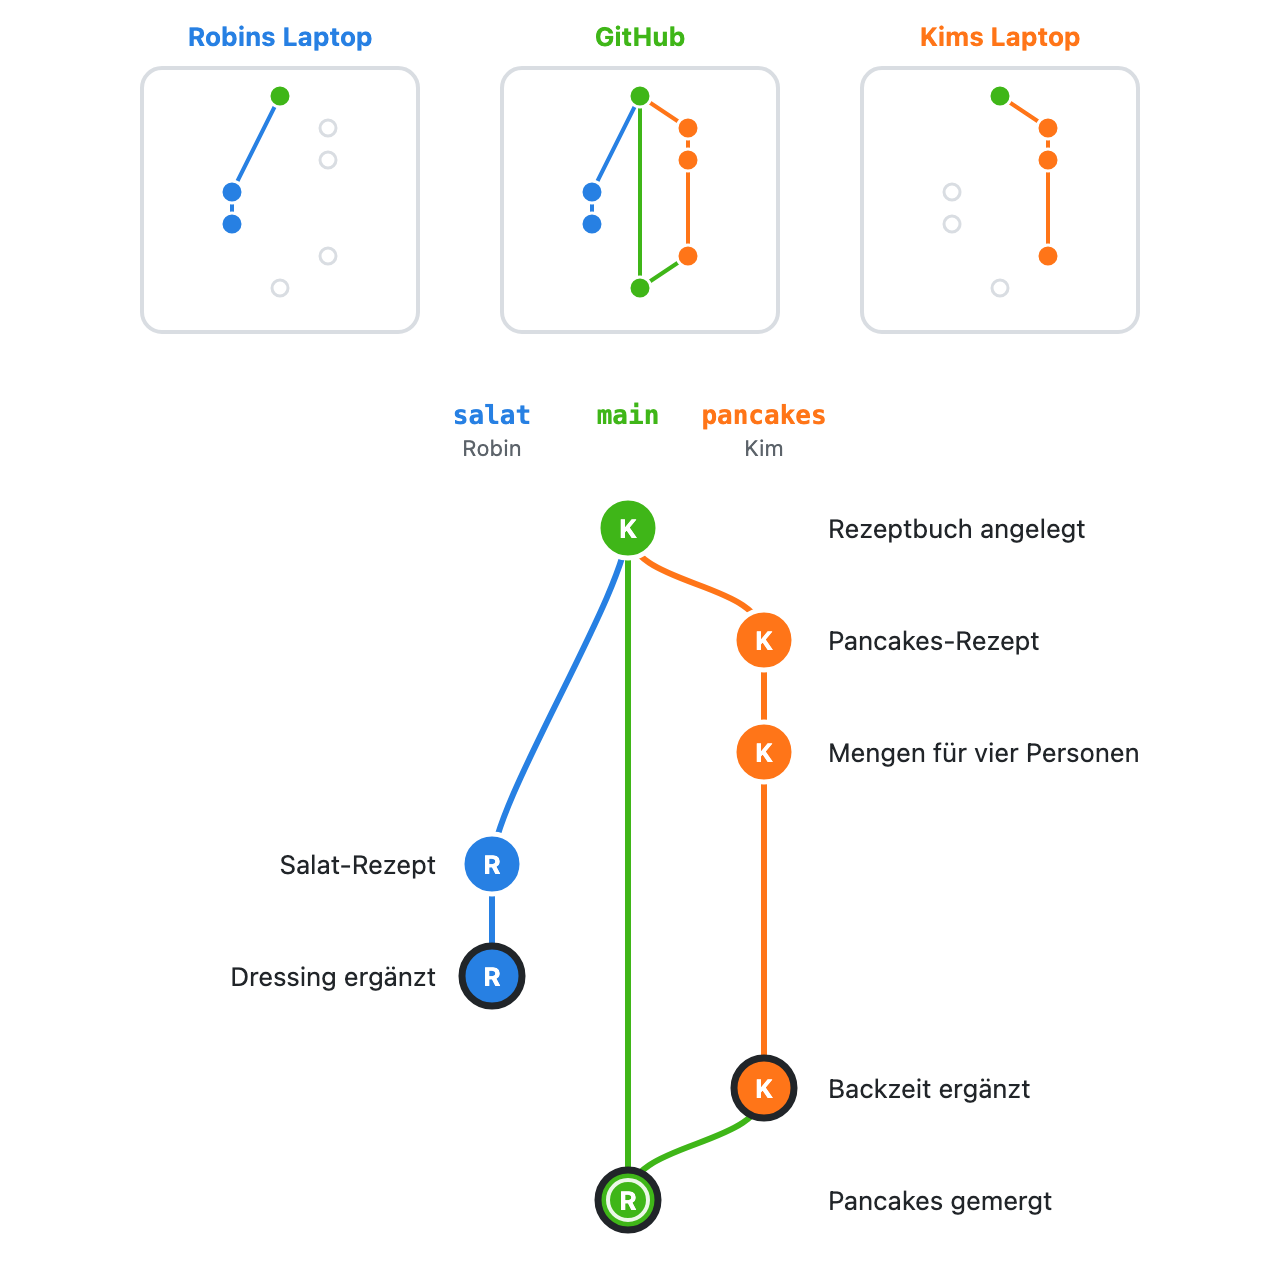 Robins Laptop
GitHub
Kims Laptop
salat
main
pancakes
Robin
Kim
K
Rezeptbuch angelegt
K
Pancakes-Rezept
K
Mengen für vier Personen
Salat-Rezept
R
Dressing ergänzt
R
K
Backzeit ergänzt
R
Pancakes gemergt